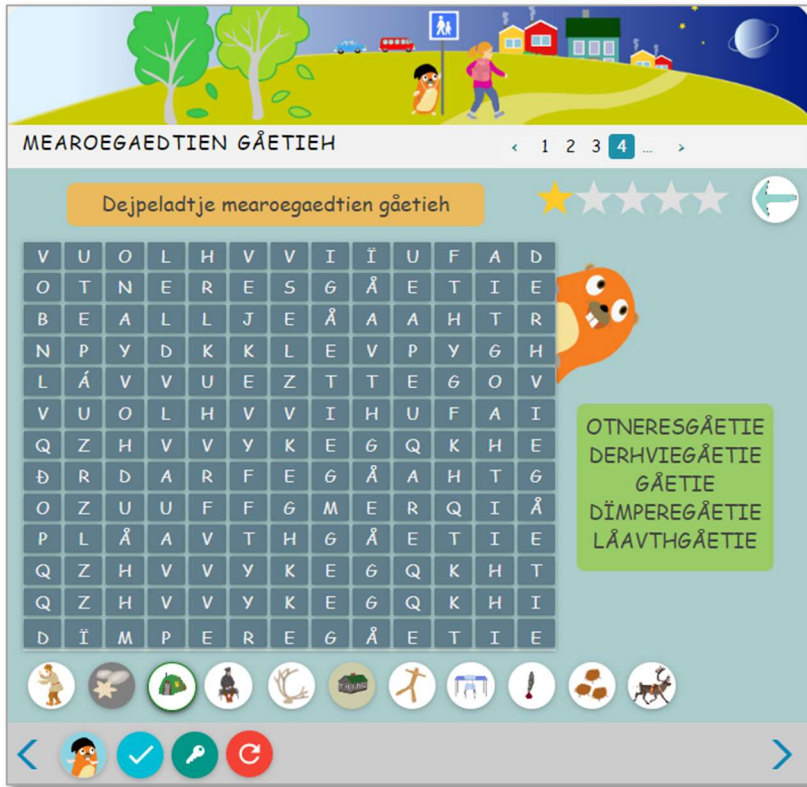 MEAROEGAEDTIEN GÅETIEH
‹ 1 2 3 4 … ›
Dejpeladtje mearoegaedtien gåetieh
V U O L H V V I Ï U F A D
O T N E R E S G Å E T I E
B E A L L J E Å A A H T R
N P Y D K K L E V P Y G H
L Á V V U E Z T T E G O V
V U O L H V V I H U F A I
Q Z H V V Y K E G Q K H E
Đ R D A R F E G Å A H T G
O Z U U F F G M E R Q I Å
P L Å A V T H G Å E T I E
Q Z H V V Y K E G Q K H T
Q Z H V V Y K E G Q K H I
D Ï M P E R E G Å E T I E
OTNERESGÅETIE
DERHVIEGÅETIE
GÅETIE
DÏMPEREGÅETIE
LÅAVTHGÅETIE